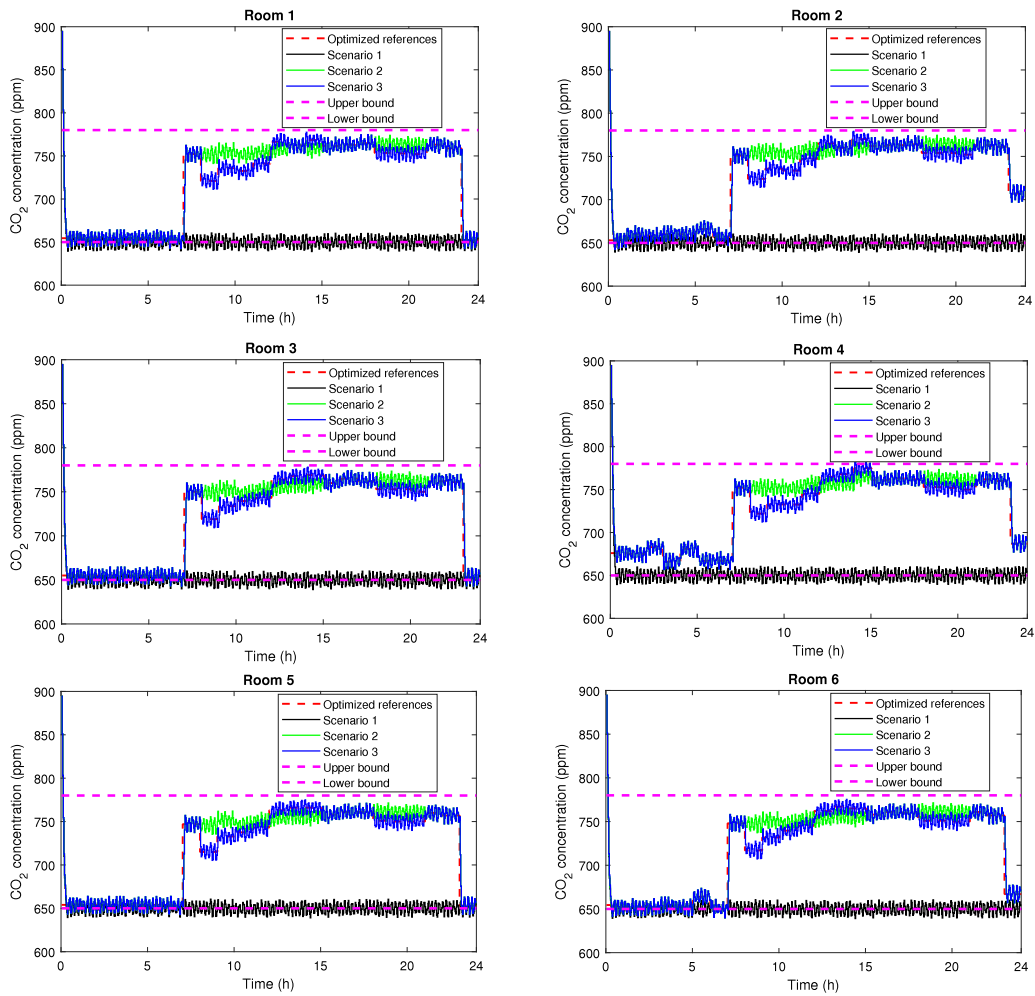 Room 1
CO2 concentration (ppm)
900
850
800
750
700
650
600
Optimized references
Scenario 1
Scenario 2
Scenario 3
Upper bound
Lower bound
0 5 10 15 20 24
Time (h)
Room 2
CO2 concentration (ppm)
900
850
800
750
700
650
600
Optimized references
Scenario 1
Scenario 2
Scenario 3
Upper bound
Lower bound
0 5 10 15 20 24
Time (h)
Room 3
CO2 concentration (ppm)
900
850
800
750
700
650
600
Optimized references
Scenario 1
Scenario 2
Scenario 3
Upper bound
Lower bound
0 5 10 15 20 24
Time (h)
Room 4
CO2 concentration (ppm)
900
850
800
750
700
650
600
Optimized references
Scenario 1
Scenario 2
Scenario 3
Upper bound
Lower bound
0 5 10 15 20 24
Time (h)
Room 5
CO2 concentration (ppm)
900
850
800
750
700
650
600
Optimized references
Scenario 1
Scenario 2
Scenario 3
Upper bound
Lower bound
0 5 10 15 20 24
Time (h)
Room 6
CO2 concentration (ppm)
900
850
800
750
700
650
600
Optimized references
Scenario 1
Scenario 2
Scenario 3
Upper bound
Lower bound
0 5 10 15 20 24
Time (h)